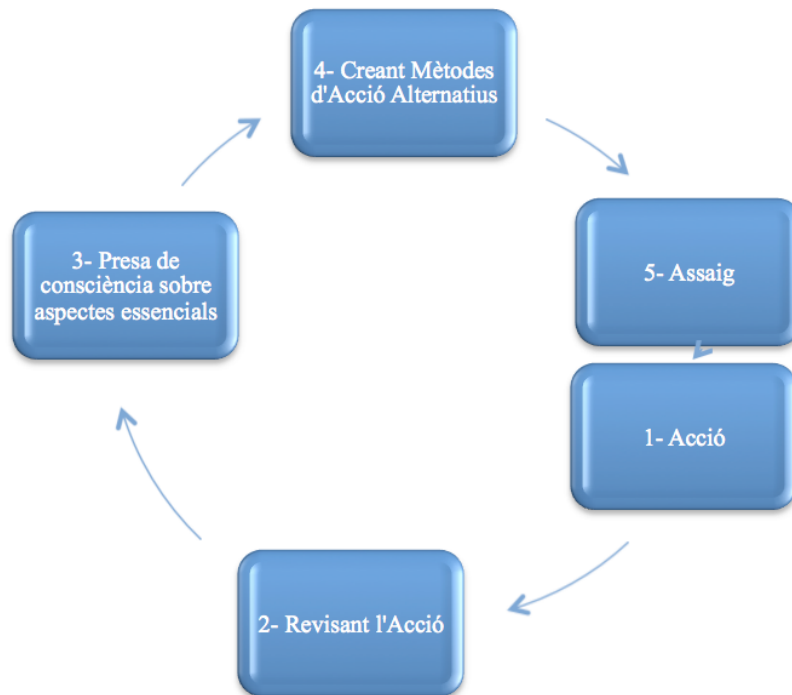 4- Creant Mètodes
d'Acció Alternatius
5- Assaig
3- Presa de
consciència sobre
aspectes essencials
1- Acció
2- Revisant l'Acció